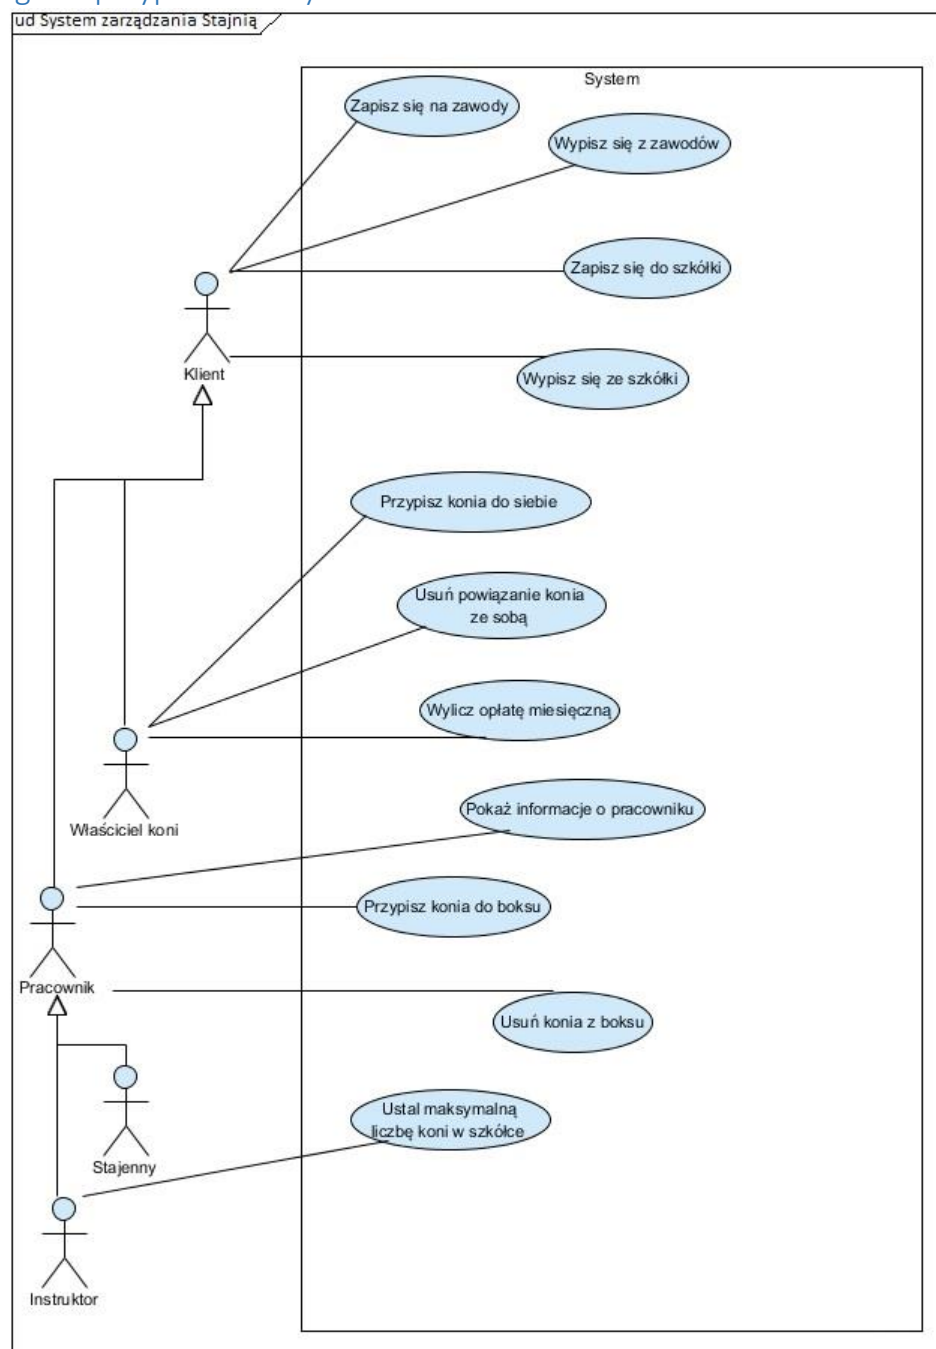 ud System zarządzania Stajnią
System
Zapisz się na zawody
Wypisz się z zawodów
Zapisz się do szkółki
Klient
Wypisz się ze szkółki
Przypisz konia do siebie
Usuń powiązanie konia
ze sobą
Wylicz opłatę miesięczną
Właściciel koni
Pokaż informacje o pracowniku
Przypisz konia do boksu
Pracownik
Usuń konia z boksu
Ustal maksymalną
liczbę koni w szkółce
Stajenny
Instruktor